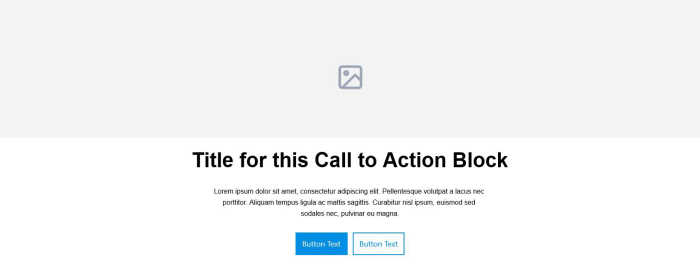 Title for this Call to Action Block
Lorem ipsum dolor sit amet, consectetur adipiscing elit. Pellentesque volutpat a lacus nec
porttitor. Aliquam tempus ligula ac mattis sagittis. Curabitur nisl ipsum, euismod sed
sodales nec, pulvinar eu magna.
Button Text
Button Text